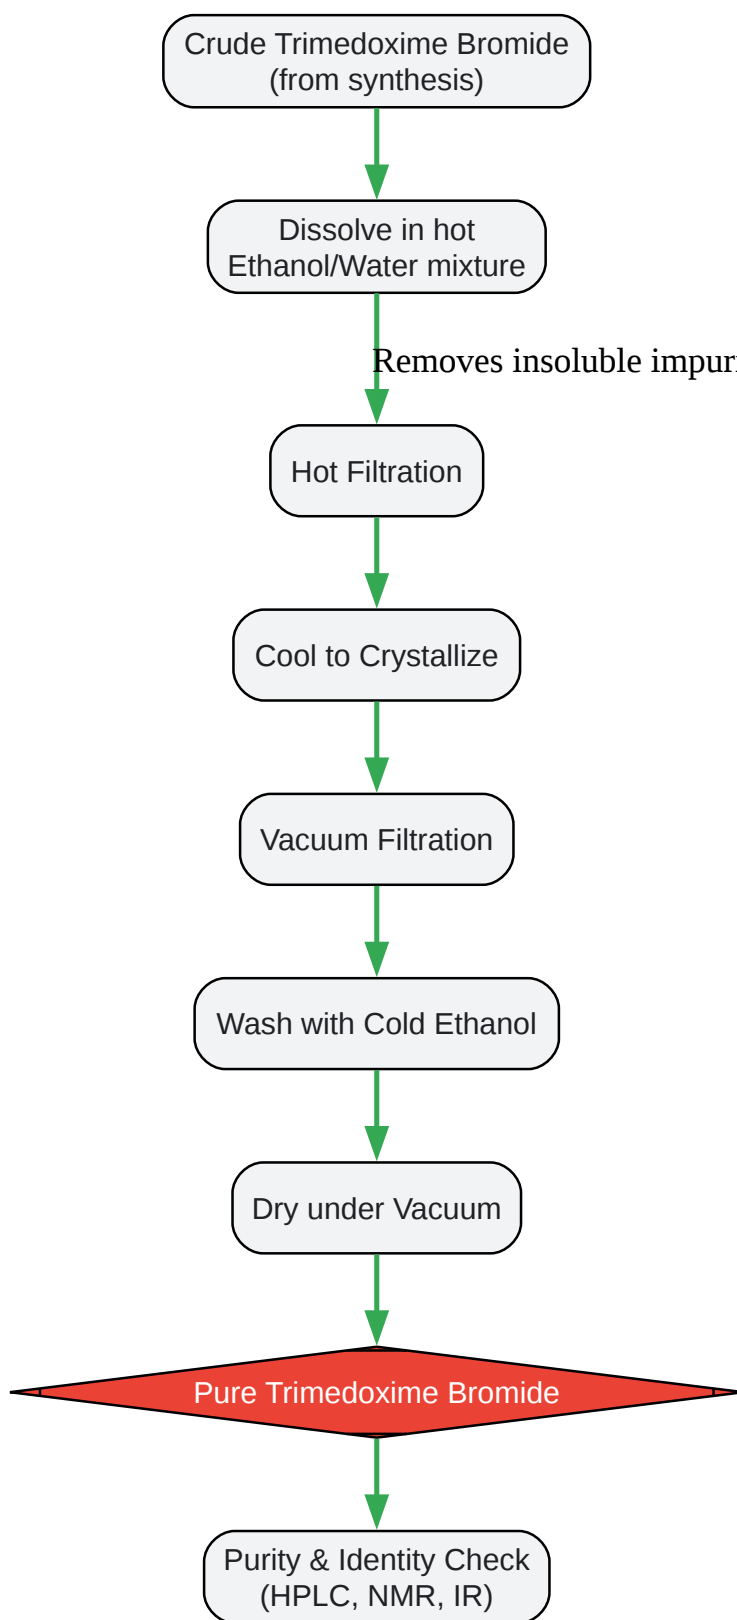 Crude Trimedoxime Bromide
(from synthesis)
Dissolve in hot
Ethanol/Water mixture
Removes insoluble
Hot Filtration
Cool to Crystallize
Vacuum Filtration
Wash with Cold Ethanol
Dry under Vacuum
Pure Trimedoxime Bromide
Purity & Identity Check
(HPLC, NMR, IR)